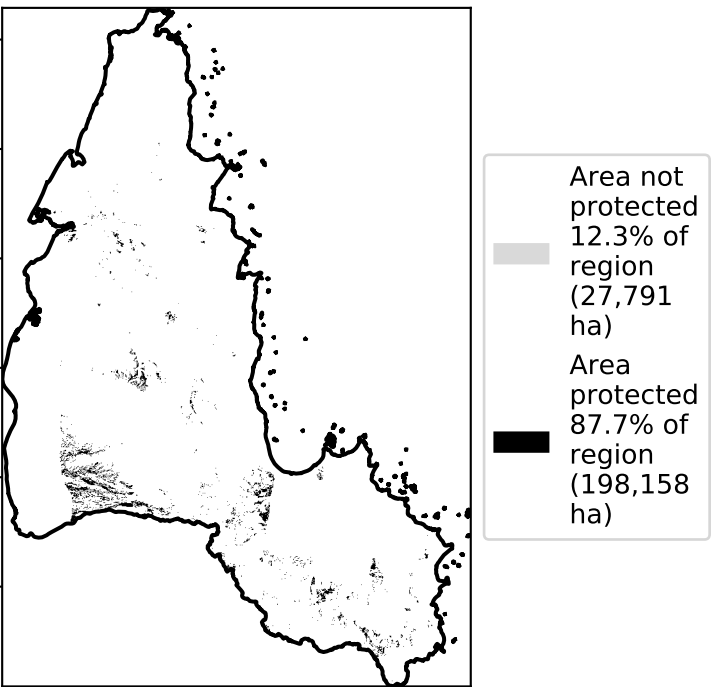 Area not
protected
12.3% of
region
(27,791
ha)
Area
protected
87.7% of
region
(198,158
ha)